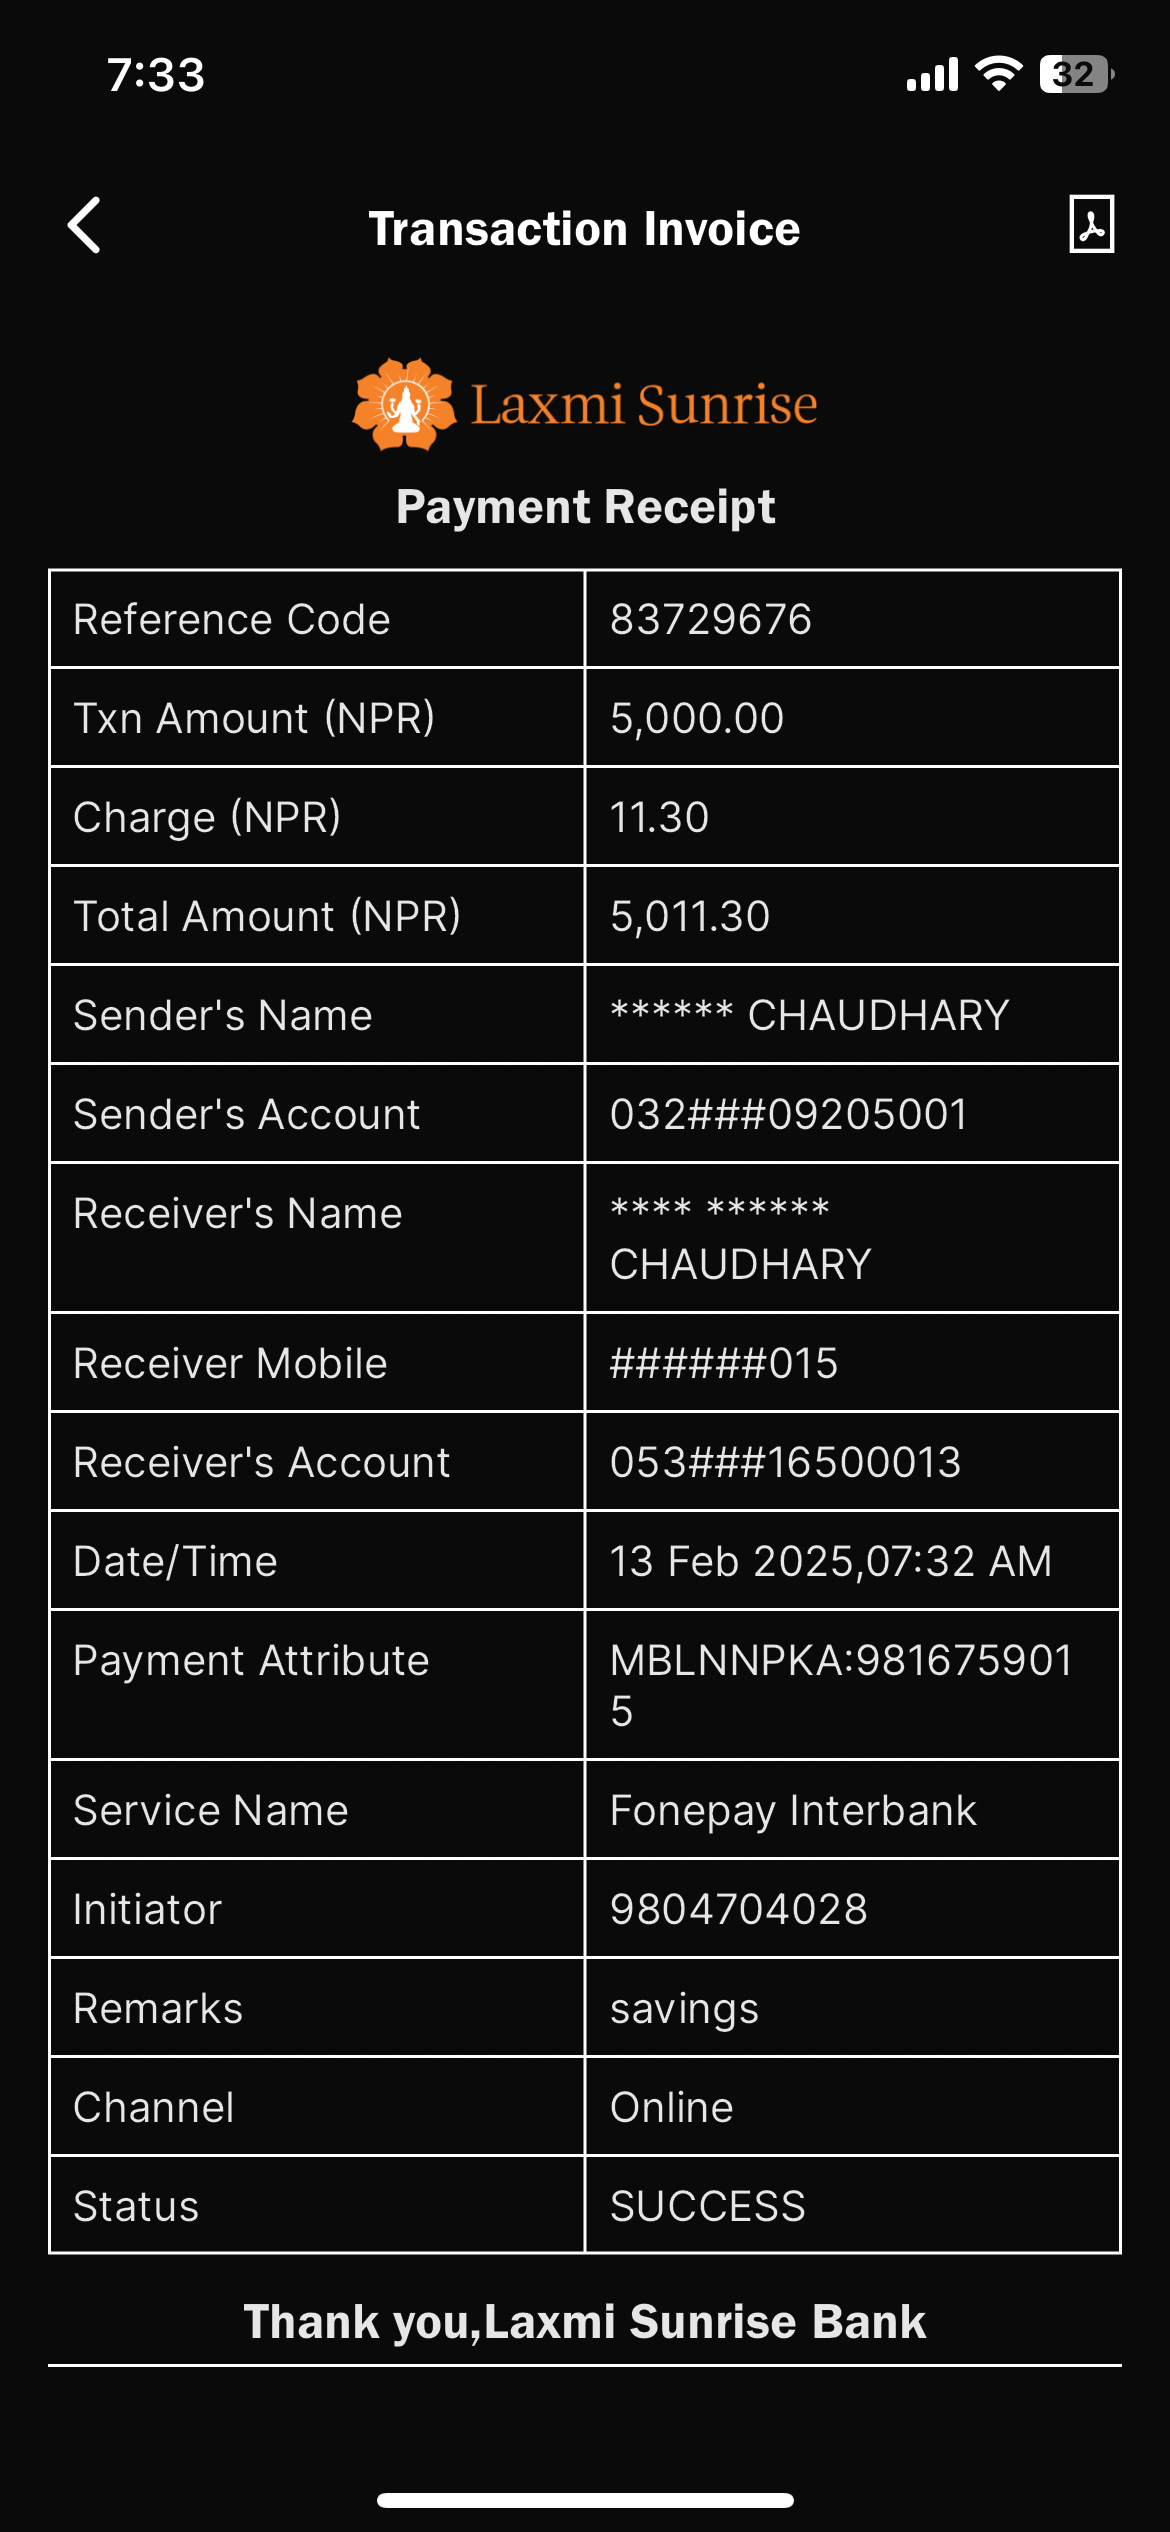 7:33
32
Transaction Invoice
Laxmi Sunrise
Payment Receipt
Reference Code 83729676
Txn Amount (NPR) 5,000.00
Charge (NPR) 11.30
Total Amount (NPR) 5,011.30
Sender's Name ****** CHAUDHARY
Sender's Account 032###09205001
Receiver's Name **** ******
CHAUDHARY
Receiver Mobile ######015
Receiver's Account 053###16500013
Date/Time 13 Feb 2025,07:32 AM
Payment Attribute MBLNNPKA:981675901
5
Service Name Fonepay Interbank
Initiator 9804704028
Remarks savings
Channel Online
Status SUCCESS
Thank you,Laxmi Sunrise Bank